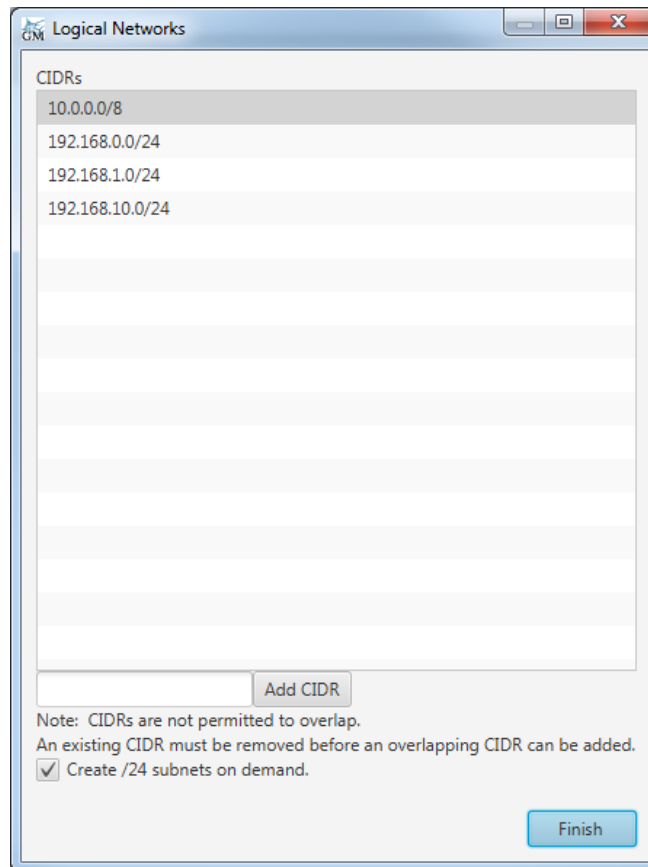 GM Logical Networks
CIDRs
10.0.0.0/8
192.168.0.0/24
192.168.1.0/24
192.168.10.0/24
Add CIDR
Note:  CIDRs are not permitted to overlap.
An existing CIDR must be removed before an overlapping CIDR can be added.
Create /24 subnets on demand.
Finish